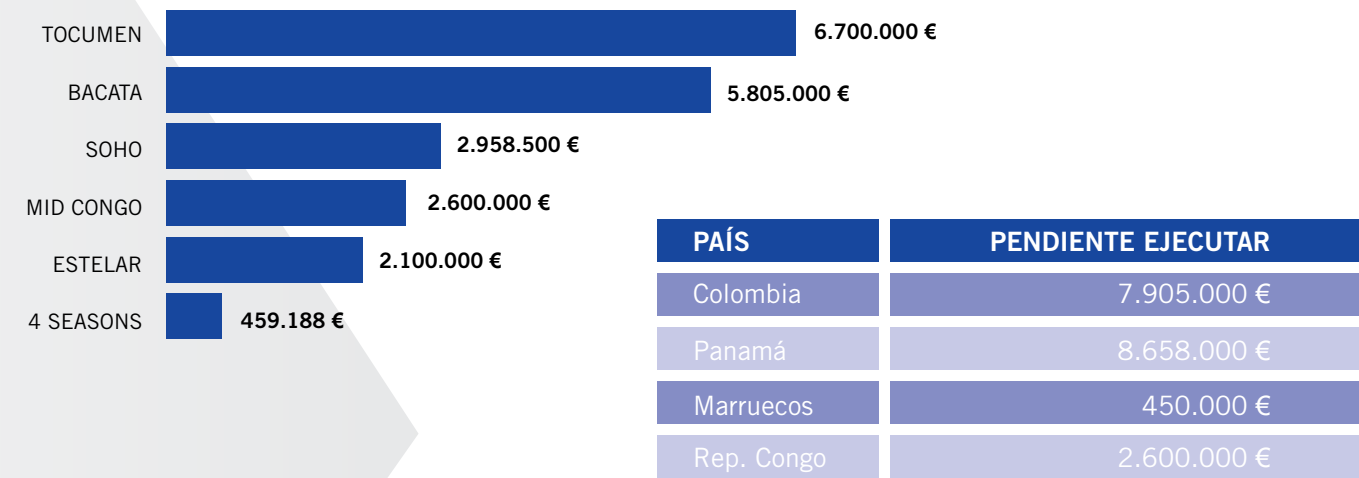 TOCUMEN 6.700.000 €
BACATA 5.805.000 €
SOHO 2.958.500 €
MID CONGO 2.600.000 €
ESTELAR 2.100.000 €
4 SEASONS 459.188 €
PAÍS PENDIENTE EJECUTAR
Colombia 7.905.000 €
Panamá 8.658.000 €
Marruecos 450.000 €
Rep. Congo 2.600.000 €